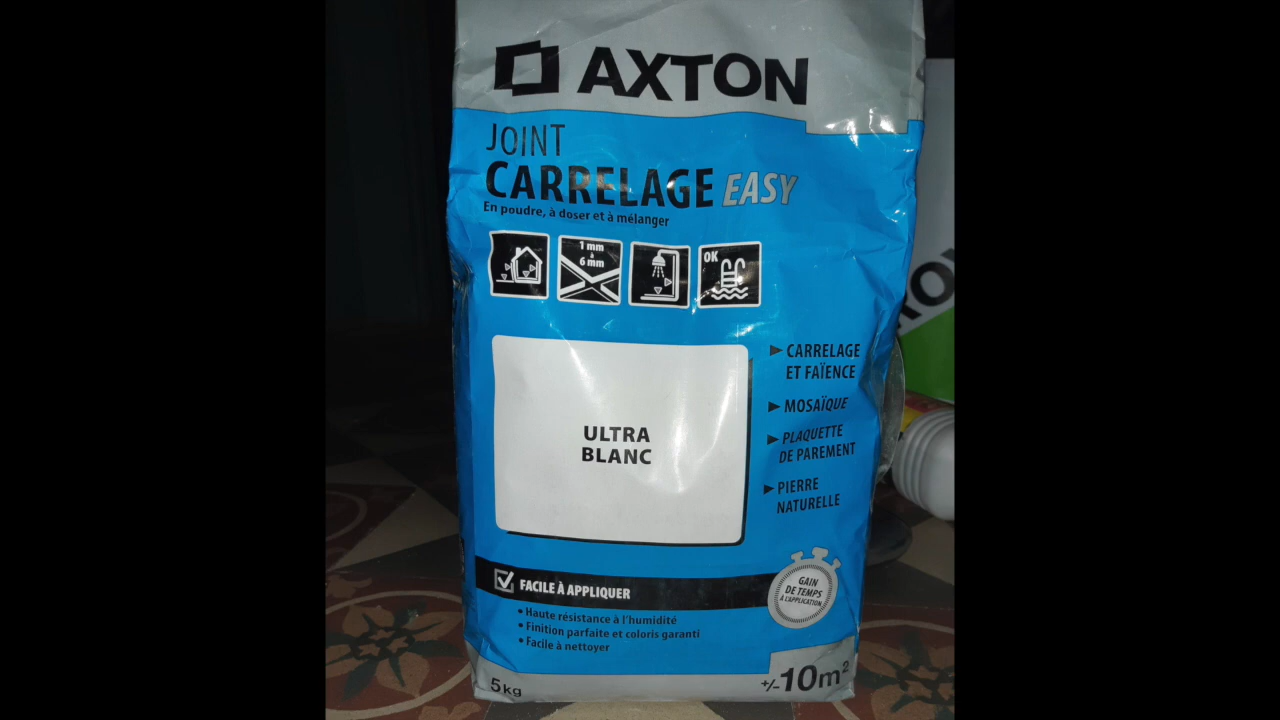 AXTON
JOINT
CARRELAGE EASY
En poudre, à doser et à mélanger
1 mm
à
6 mm
OK
CARRELAGE
ET FAÏENCE
MOSAÏQUE
PLAQUETTE
DE PAREMENT
PIERRE
NATURELLE
ULTRA
BLANC
FACILE À APPLIQUER
• Haute résistance à l'humidité
• Finition parfaite et coloris garanti
• Facile à nettoyer
GAIN
DE TEMPS
À L'APPLICATION
5kg
+/-10m²